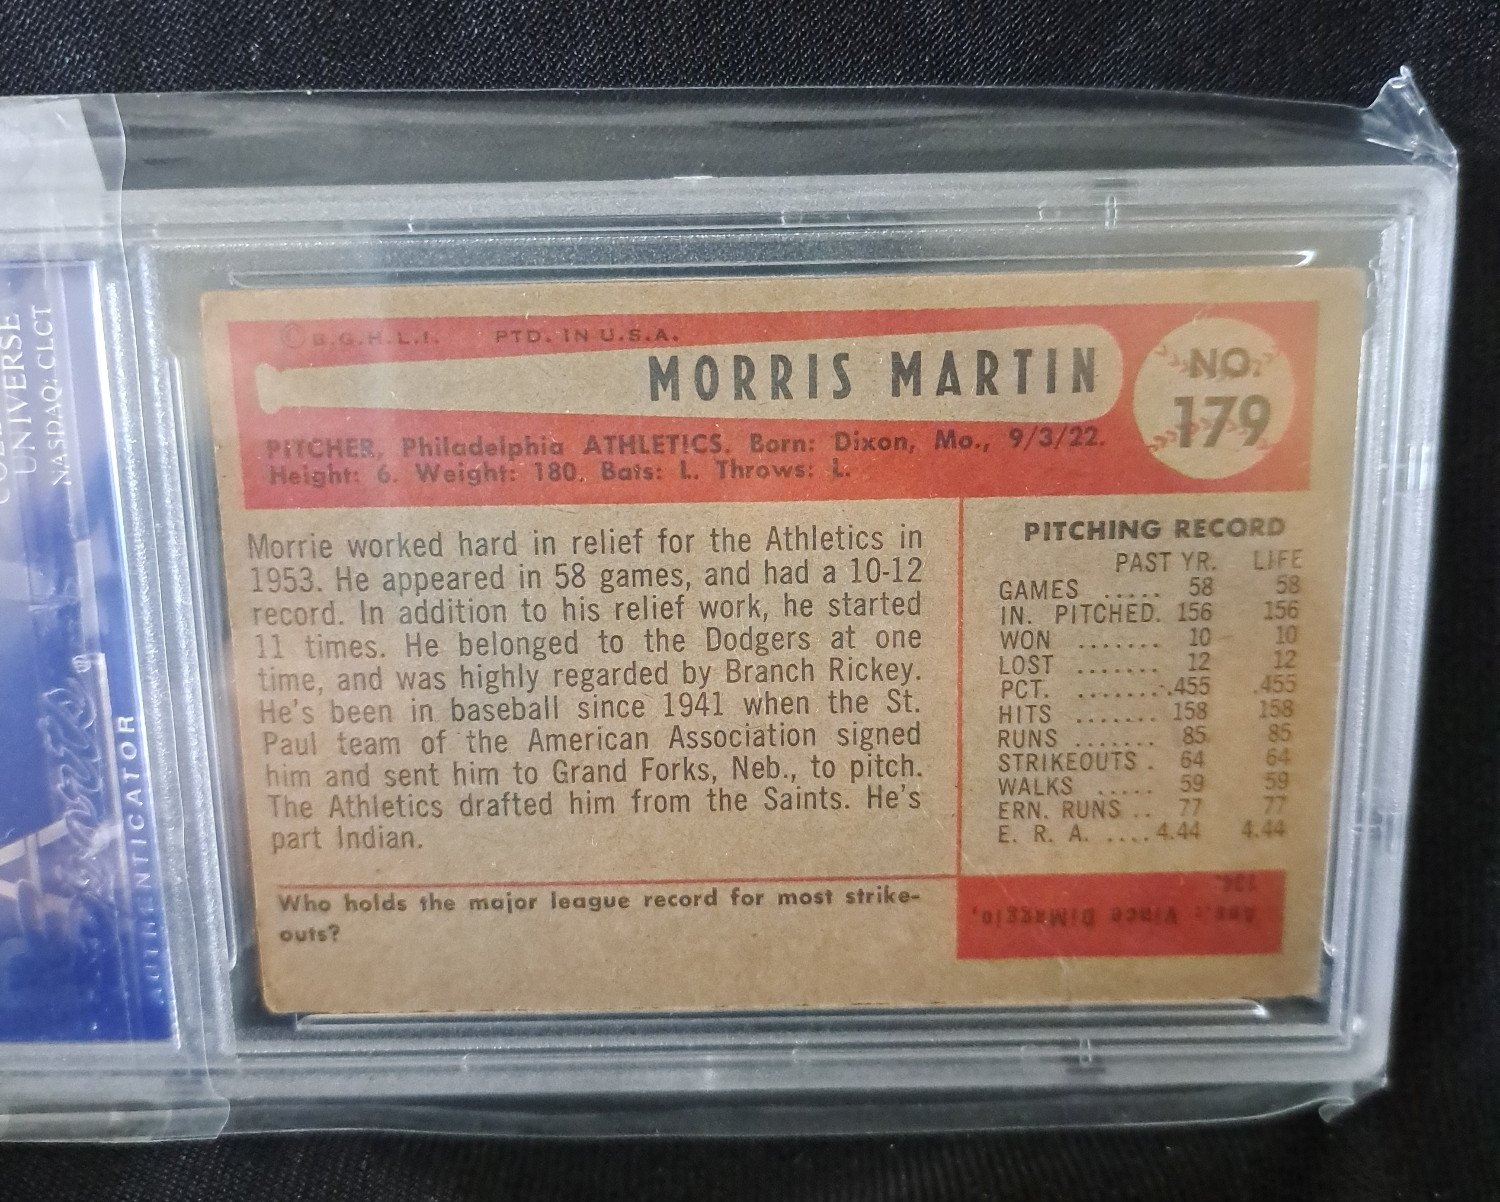 UNIVERSE
NASDAQ: CLCT
AUTHENTICATOR
© B.G.H.L.I. PTD. IN U.S.A.
MORRIS MARTIN
NO.
179
PITCHER, Philadelphia ATHLETICS. Born: Dixon, Mo., 9/3/22.
Height: 6. Weight: 180. Bats: L. Throws: L.
Morrie worked hard in relief for the Athletics in
1953. He appeared in 58 games, and had a 10-12
record. In addition to his relief work, he started
11 times. He belonged to the Dodgers at one
time, and was highly regarded by Branch Rickey.
He's been in baseball since 1941 when the St.
Paul team of the American Association signed
him and sent him to Grand Forks, Neb., to pitch.
The Athletics drafted him from the Saints. He's
part Indian.
PITCHING RECORD
PAST YR. LIFE
GAMES ..... 58 58
IN. PITCHED. 156 156
WON ....... 10 10
LOST ....... 12 12
PCT. ........ .455 .455
HITS ....... 158 158
RUNS ....... 85 85
STRIKEOUTS . 64 64
WALKS ..... 59 59
ERN. RUNS .. 77 77
E. R. A. .... 4.44 4.44
Who holds the major league record for most strike-
outs?
Ans.: Vince DiMaggio,
134.